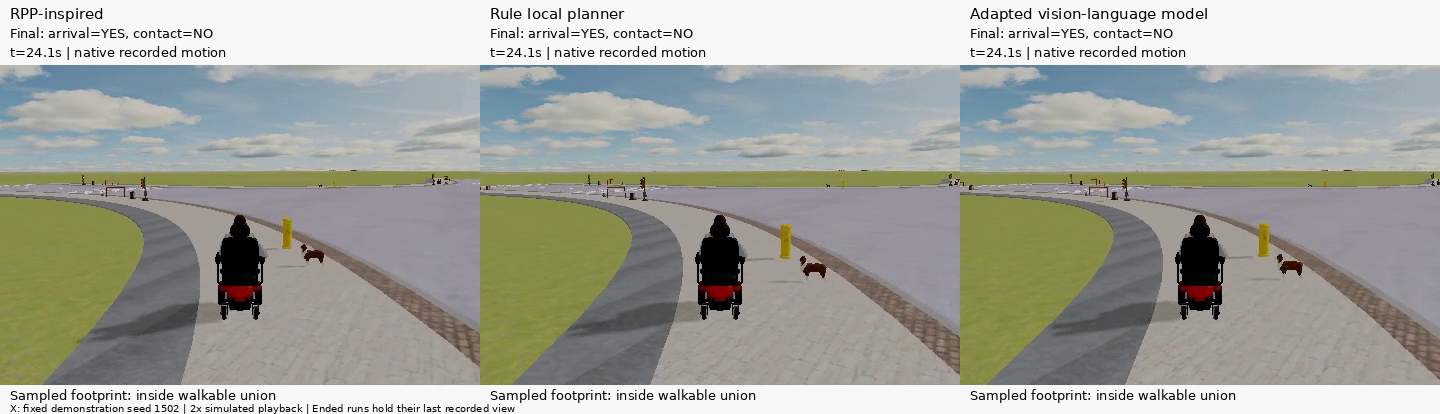 RPP-inspired
Final: arrival=YES, contact=NO
t=24.1s | native recorded motion
Rule local planner
Final: arrival=YES, contact=NO
t=24.1s | native recorded motion
Adapted vision-language model
Final: arrival=YES, contact=NO
t=24.1s | native recorded motion
Sampled footprint: inside walkable union
Sampled footprint: inside walkable union
Sampled footprint: inside walkable union
X: fixed demonstration seed 1502 | 2x simulated playback | Ended runs hold their last recorded view